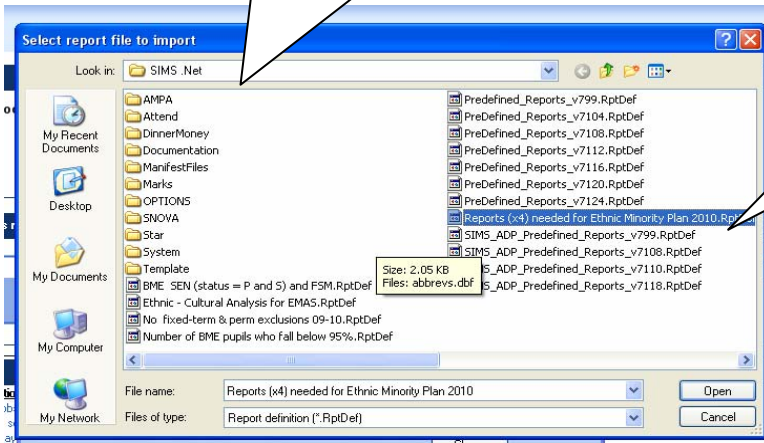 Select report file to import
Look in:
SIMS .Net
My Recent
Documents
Desktop
My Documents
My Computer
My Network
AMPA
Attend
DinnerMoney
Documentation
ManifestFiles
Marks
OPTIONS
SNOVA
Star
System
Template
BME SEN (status = P and S) and FSM.RptDef
Ethnic - Cultural Analysis for EMAS.RptDef
No fixed-term & perm exclusions 09-10.RptDef
Number of BME pupils who fall below 95%.RptDef
Predefined_Reports_v799.RptDef
PreDefined_Reports_v7104.RptDef
PreDefined_Reports_v7108.RptDef
PreDefined_Reports_v7112.RptDef
PreDefined_Reports_v7116.RptDef
PreDefined_Reports_v7120.RptDef
PreDefined_Reports_v7124.RptDef
Reports (x4) needed for Ethnic Minority Plan 2010.RptDef
SIMS_ADP_Predefined_Reports_v799.RptDef
SIMS_ADP_Predefined_Reports_v7108.RptDef
_ADP_Predefined_Reports_v7110.RptDef
_ADP_Predefined_Reports_v7118.RptDef
Size: 2.05 KB
Files: abbrevs.dbf
File name:
Reports (x4) needed for Ethnic Minority Plan 2010
Open
Files of type:
Report definition (*.RptDef)
Cancel